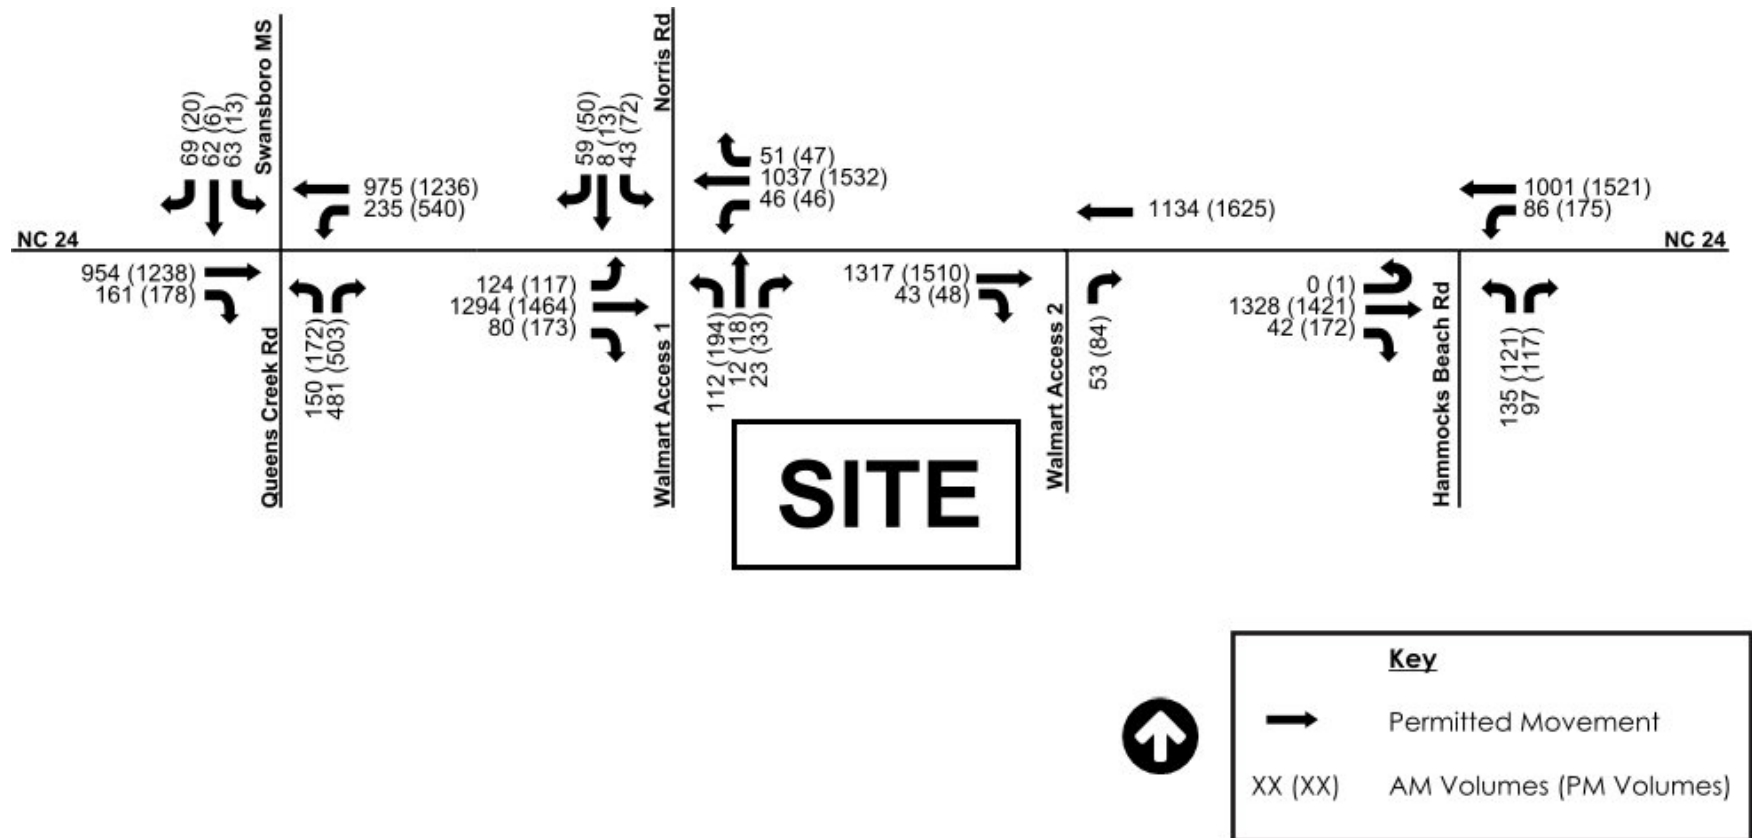 Swansboro MS
Norris Rd
69 (20)
62 (6)
63 (13)
59 (50)
8 (13)
43 (72)
975 (1236)
235 (540)
51 (47)
1037 (1532)
46 (46)
1134 (1625)
1001 (1521)
86 (175)
NC 24
NC 24
954 (1238)
161 (178)
124 (117)
1294 (1464)
80 (173)
1317 (1510)
43 (48)
0 (1)
1328 (1421)
42 (172)
Queens Creek Rd
150 (172)
481 (503)
Walmart Access 1
112 (194)
12 (18)
23 (33)
Walmart Access 2
53 (84)
Hammocks Beach Rd
135 (121)
97 (117)
SITE
Key
Permitted Movement
XX (XX) AM Volumes (PM Volumes)